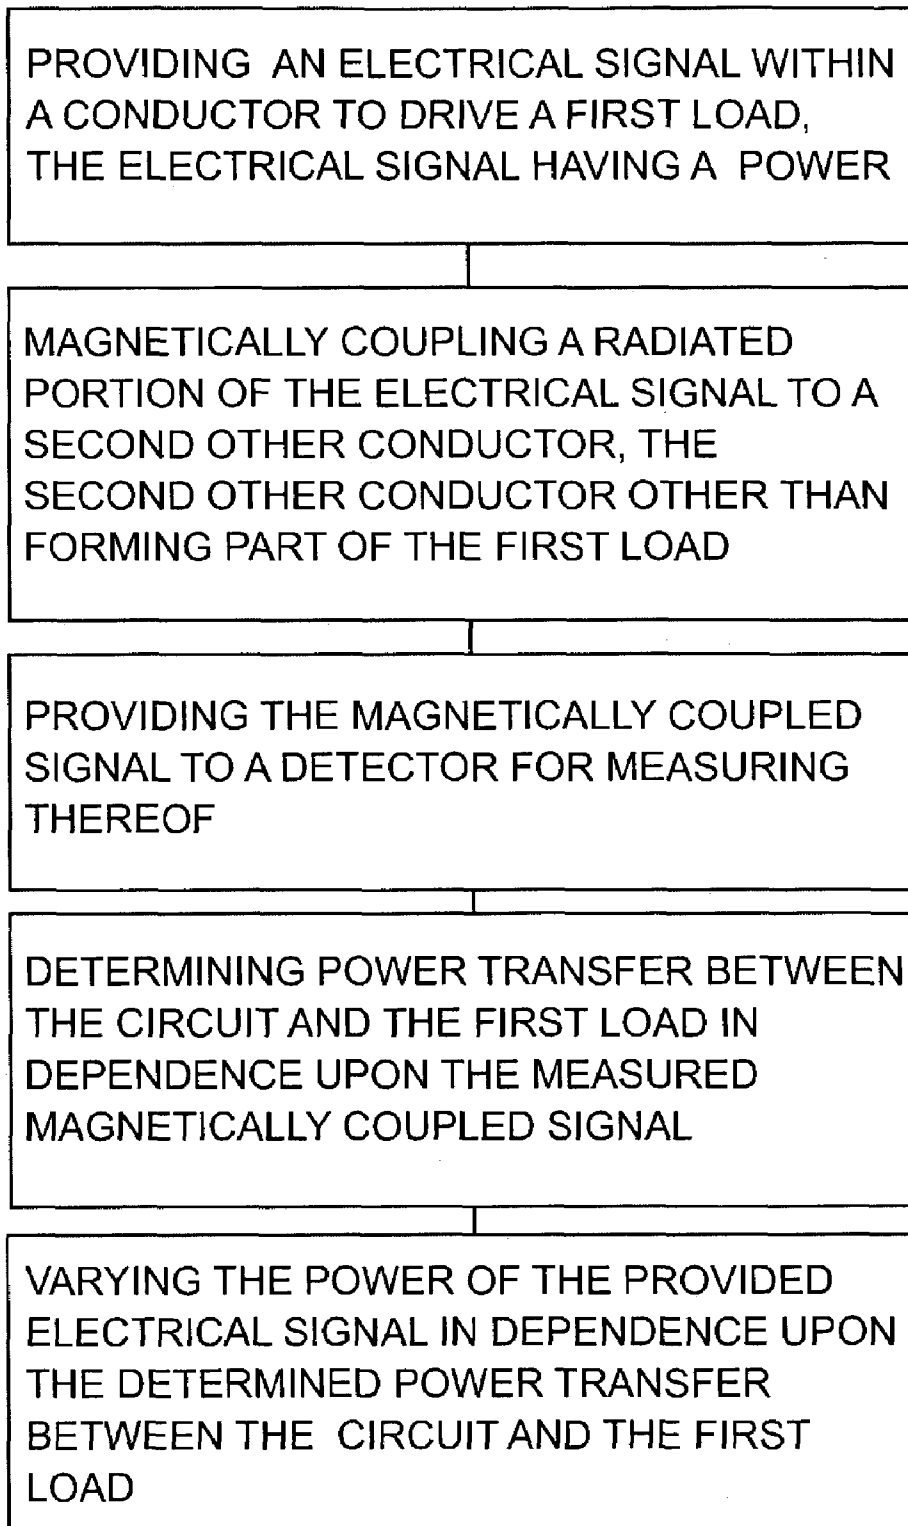 PROVIDING AN ELECTRICAL SIGNAL WITHIN
A CONDUCTOR TO DRIVE A FIRST LOAD,
THE ELECTRICAL SIGNAL HAVING A POWER
MAGNETICALLY COUPLING A RADIATED
PORTION OF THE ELECTRICAL SIGNAL TO A
SECOND OTHER CONDUCTOR, THE
SECOND OTHER CONDUCTOR OTHER THAN
FORMING PART OF THE FIRST LOAD
PROVIDING THE MAGNETICALLY COUPLED
SIGNAL TO A DETECTOR FOR MEASURING
THEREOF
DETERMINING POWER TRANSFER BETWEEN
THE CIRCUIT AND THE FIRST LOAD IN
DEPENDENCE UPON THE MEASURED
MAGNETICALLY COUPLED SIGNAL
VARYING THE POWER OF THE PROVIDED
ELECTRICAL SIGNAL IN DEPENDENCE UPON
THE DETERMINED POWER TRANSFER
BETWEEN THE CIRCUIT AND THE FIRST
LOAD